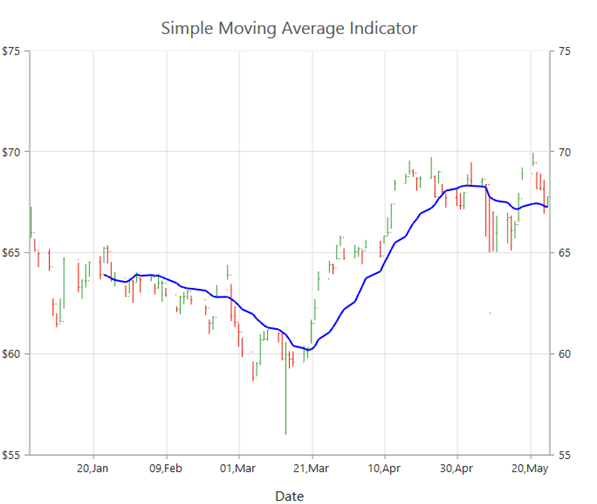 Simple Moving Average Indicator
$75 75
$70 70
$65 65
$60 60
$55 55
20,Jan 09,Feb 01,Mar 21,Mar 10,Apr 30,Apr 20,May
Date